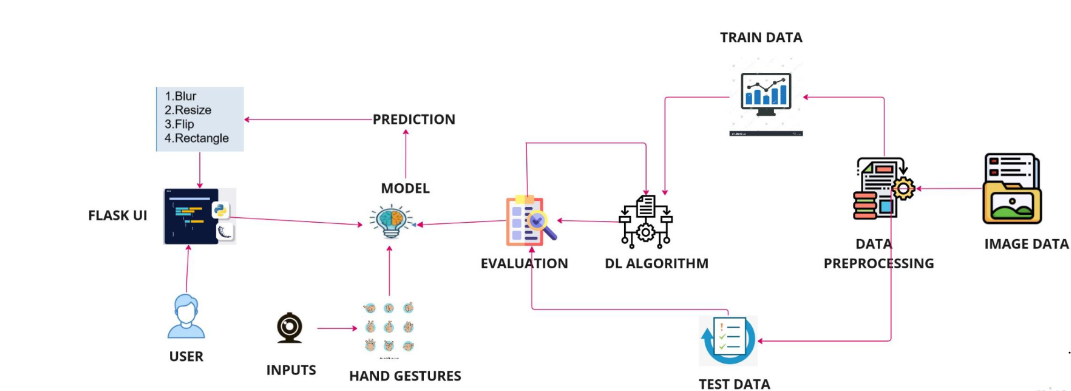 TRAIN DATA
1.Blur
2.Resize
3.Flip
4.Rectangle
PREDICTION
MODEL
FLASK UI
EVALUATION
DL ALGORITHM
DATA
PREPROCESSING
IMAGE DATA
USER
INPUTS
HAND GESTURES
TEST DATA